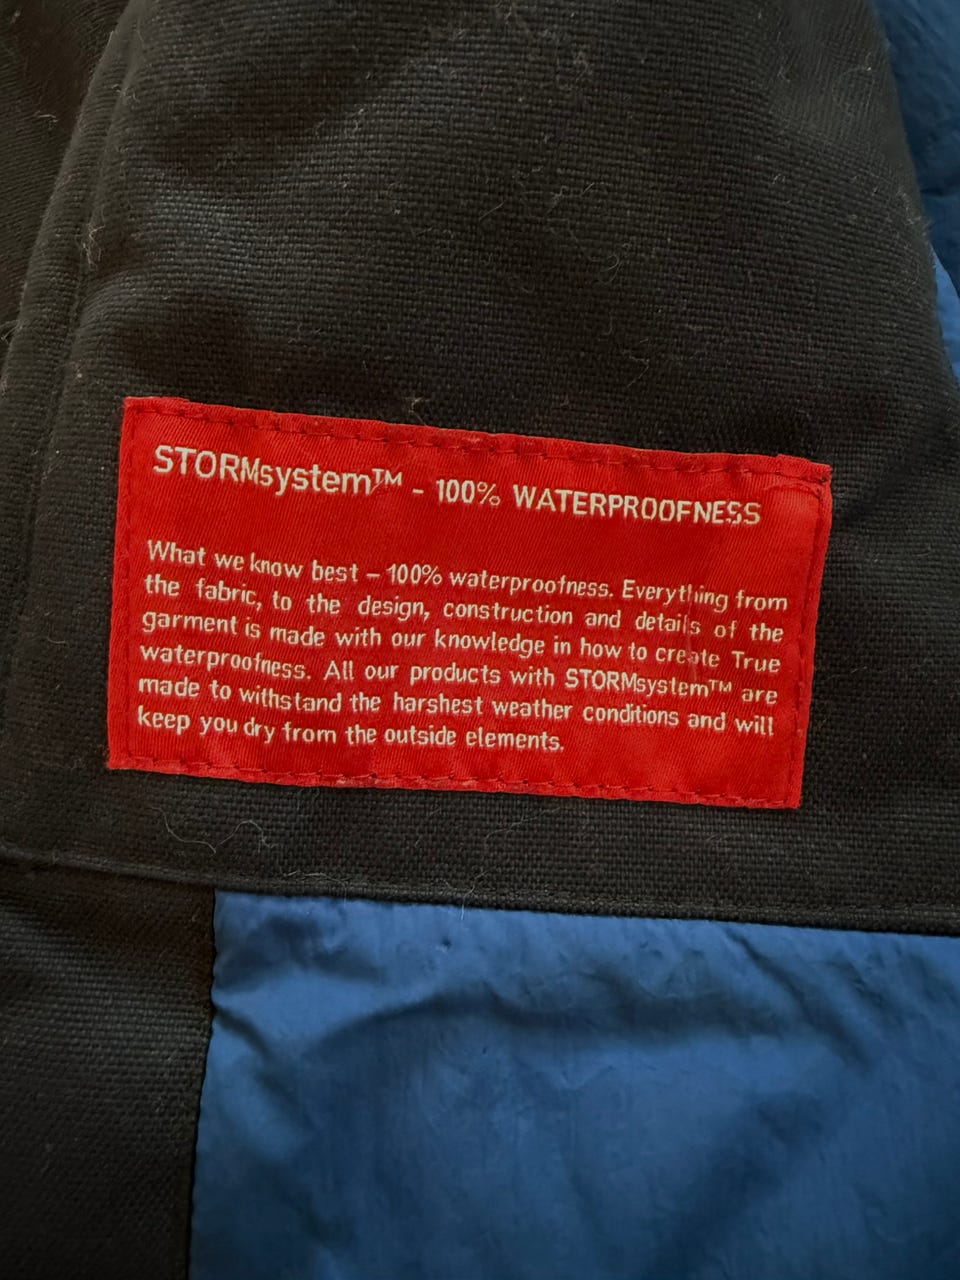 STORMsystem™ - 100% WATERPROOFNESS
What we know best – 100% waterproofness. Everything from
the fabric, to the design, construction and details of the
garment is made with our knowledge in how to create True
waterproofness. All our products with STORMsystem™ are
made to withstand the harshest weather conditions and will
keep you dry from the outside elements.